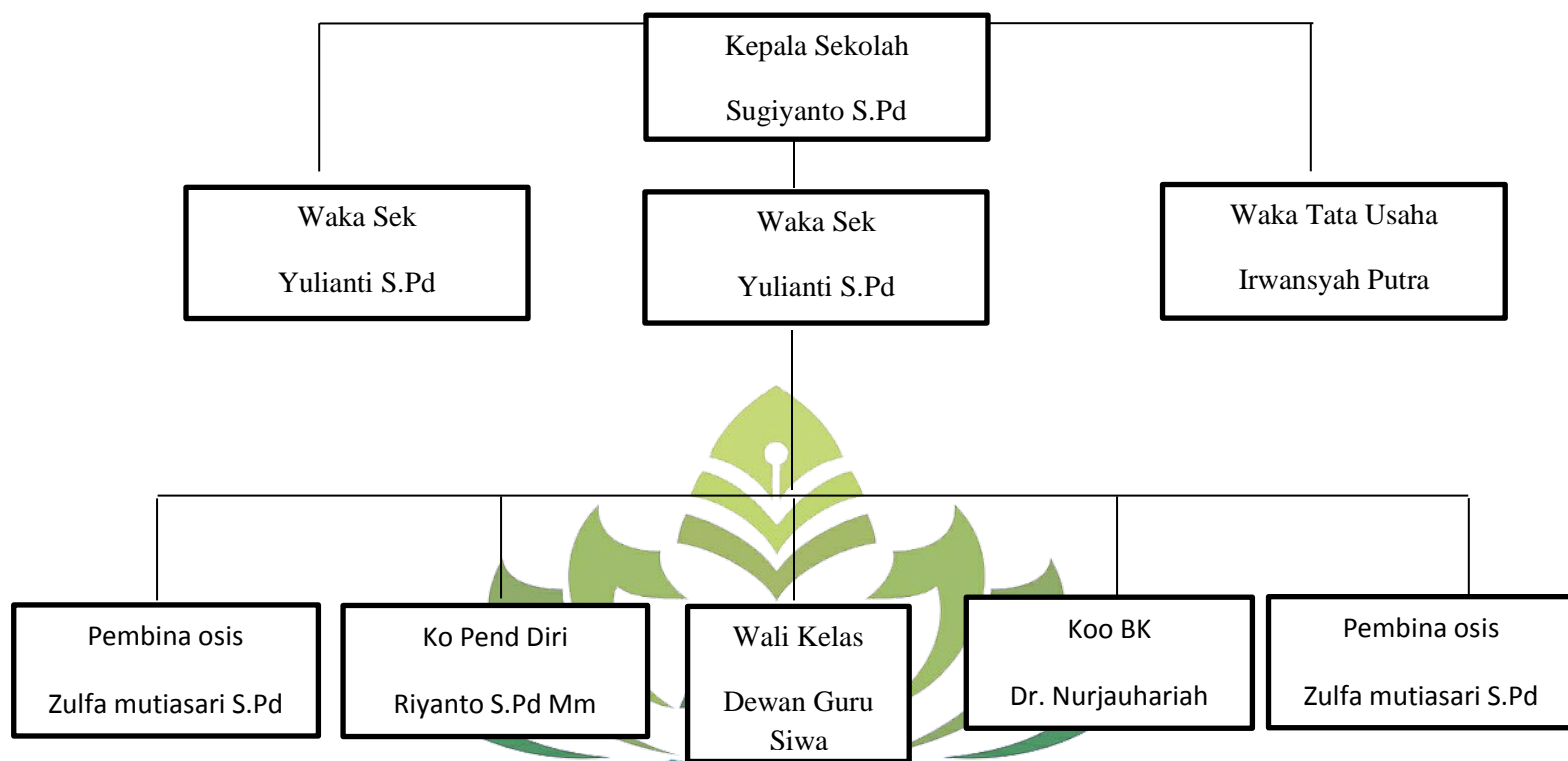 Kepala Sekolah
Sugiyanto S.Pd
Waka Sek
Yulianti S.Pd
Waka Sek
Yulianti S.Pd
Waka Tata Usaha
Irwansyah Putra
Pembina osis
Zulfa mutiasari S.Pd
Ko Pend Diri
Riyanto S.Pd Mm
Wali Kelas
Dewan Guru
Siwa
Koo BK
Dr. Nurjauhariah
Pembina osis
Zulfa mutiasari S.Pd